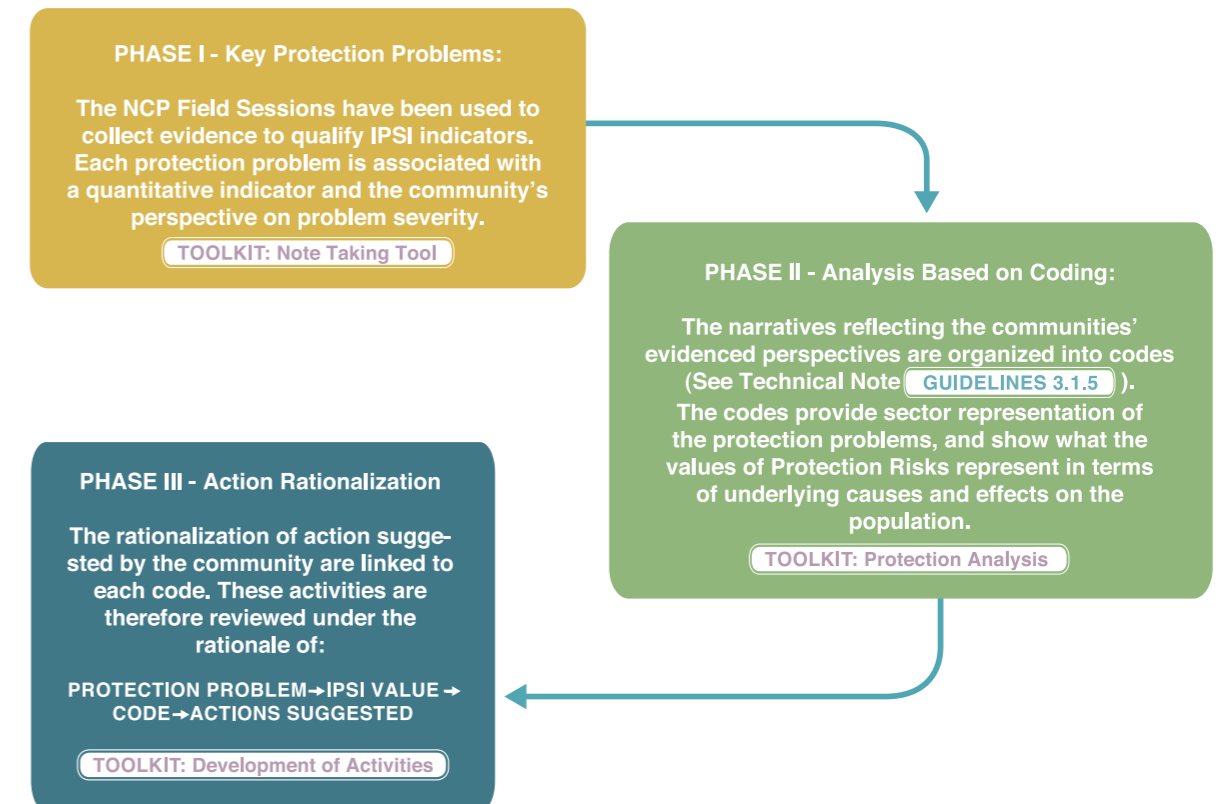 PHASE I - Key Protection Problems:
The NCP Field Sessions have been used to
collect evidence to qualify IPSI indicators.
Each protection problem is associated with
a quantitative indicator and the community's
perspective on problem severity.
TOOLKIT: Note Taking Tool
PHASE II - Analysis Based on Coding:
The narratives reflecting the communities'
evidenced perspectives are organized into codes
(See Technical Note GUIDELINES 3.1.5 ).
The codes provide sector representation of
the protection problems, and show what the
values of Protection Risks represent in terms
of underlying causes and effects on the
population.
TOOLKIT: Protection Analysis
PHASE III - Action Rationalization
The rationalization of action sugge-
sted by the community are linked to
each code. These activities are
therefore reviewed under the
rationale of:
PROTECTION PROBLEM→IPSI VALUE→
CODE→ACTIONS SUGGESTED
TOOLKIT: Development of Activities